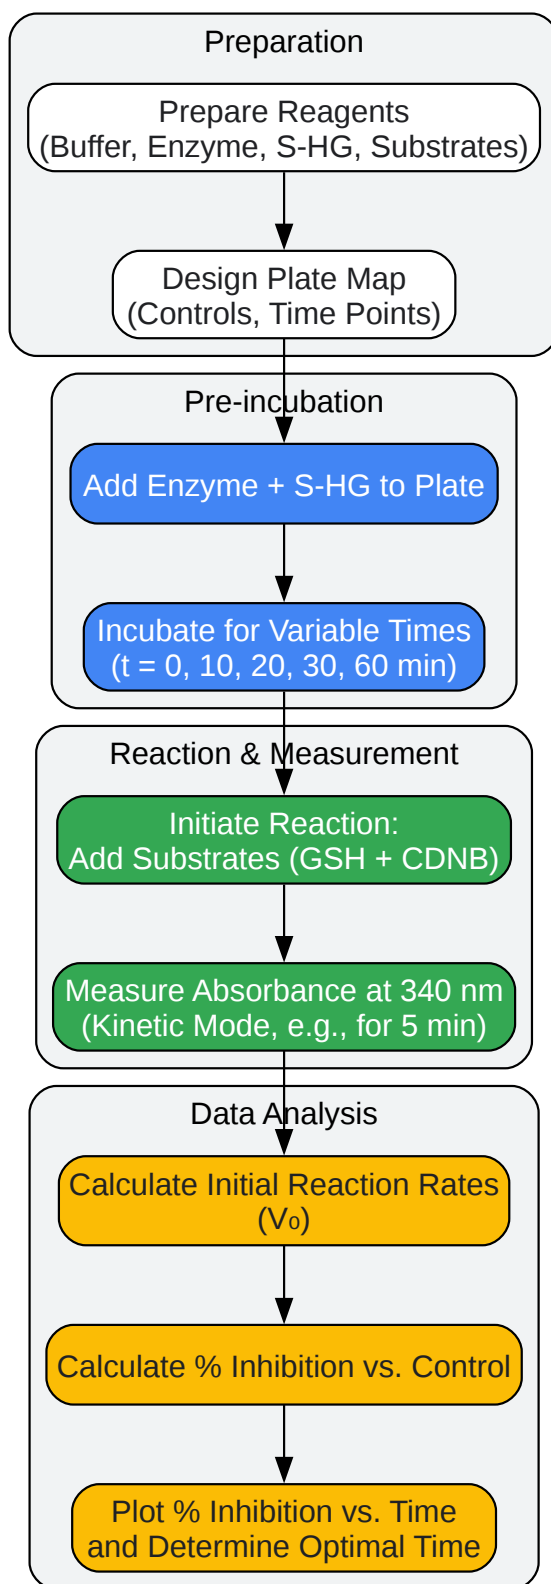 Preparation
Prepare Reagents
(Buffer, Enzyme, S-HG, Substrates)
Design Plate Map
(Controls, Time Points)
Pre-incubation
Add Enzyme + S-HG to Plate
Incubate for Variable Times
(t = 0, 10, 20, 30, 60 min)
Reaction & Measurement
Initiate Reaction:
Add Substrates (GSH + CDNB)
Measure Absorbance at 340 nm
(Kinetic Mode, e.g., for 5 min)
Data Analysis
Calculate Initial Reaction Rates
(V₀)
Calculate % Inhibition vs. Control
Plot % Inhibition vs. Time
and Determine Optimal Time